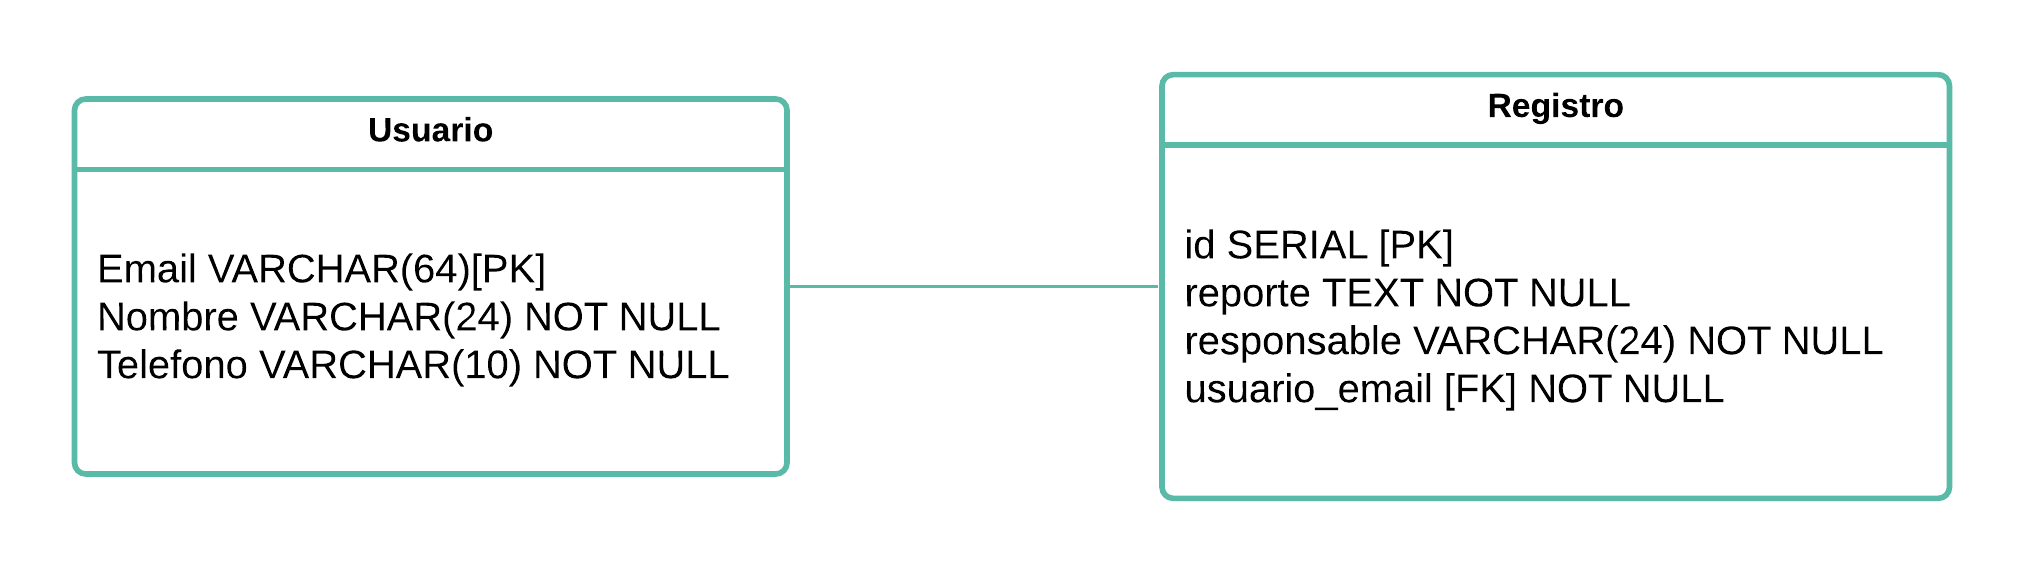 Usuario
Email VARCHAR(64)[PK]
Nombre VARCHAR(24) NOT NULL
Telefono VARCHAR(10) NOT NULL
Registro
id SERIAL [PK]
reporte TEXT NOT NULL
responsable VARCHAR(24) NOT NULL
usuario_email [FK] NOT NULL